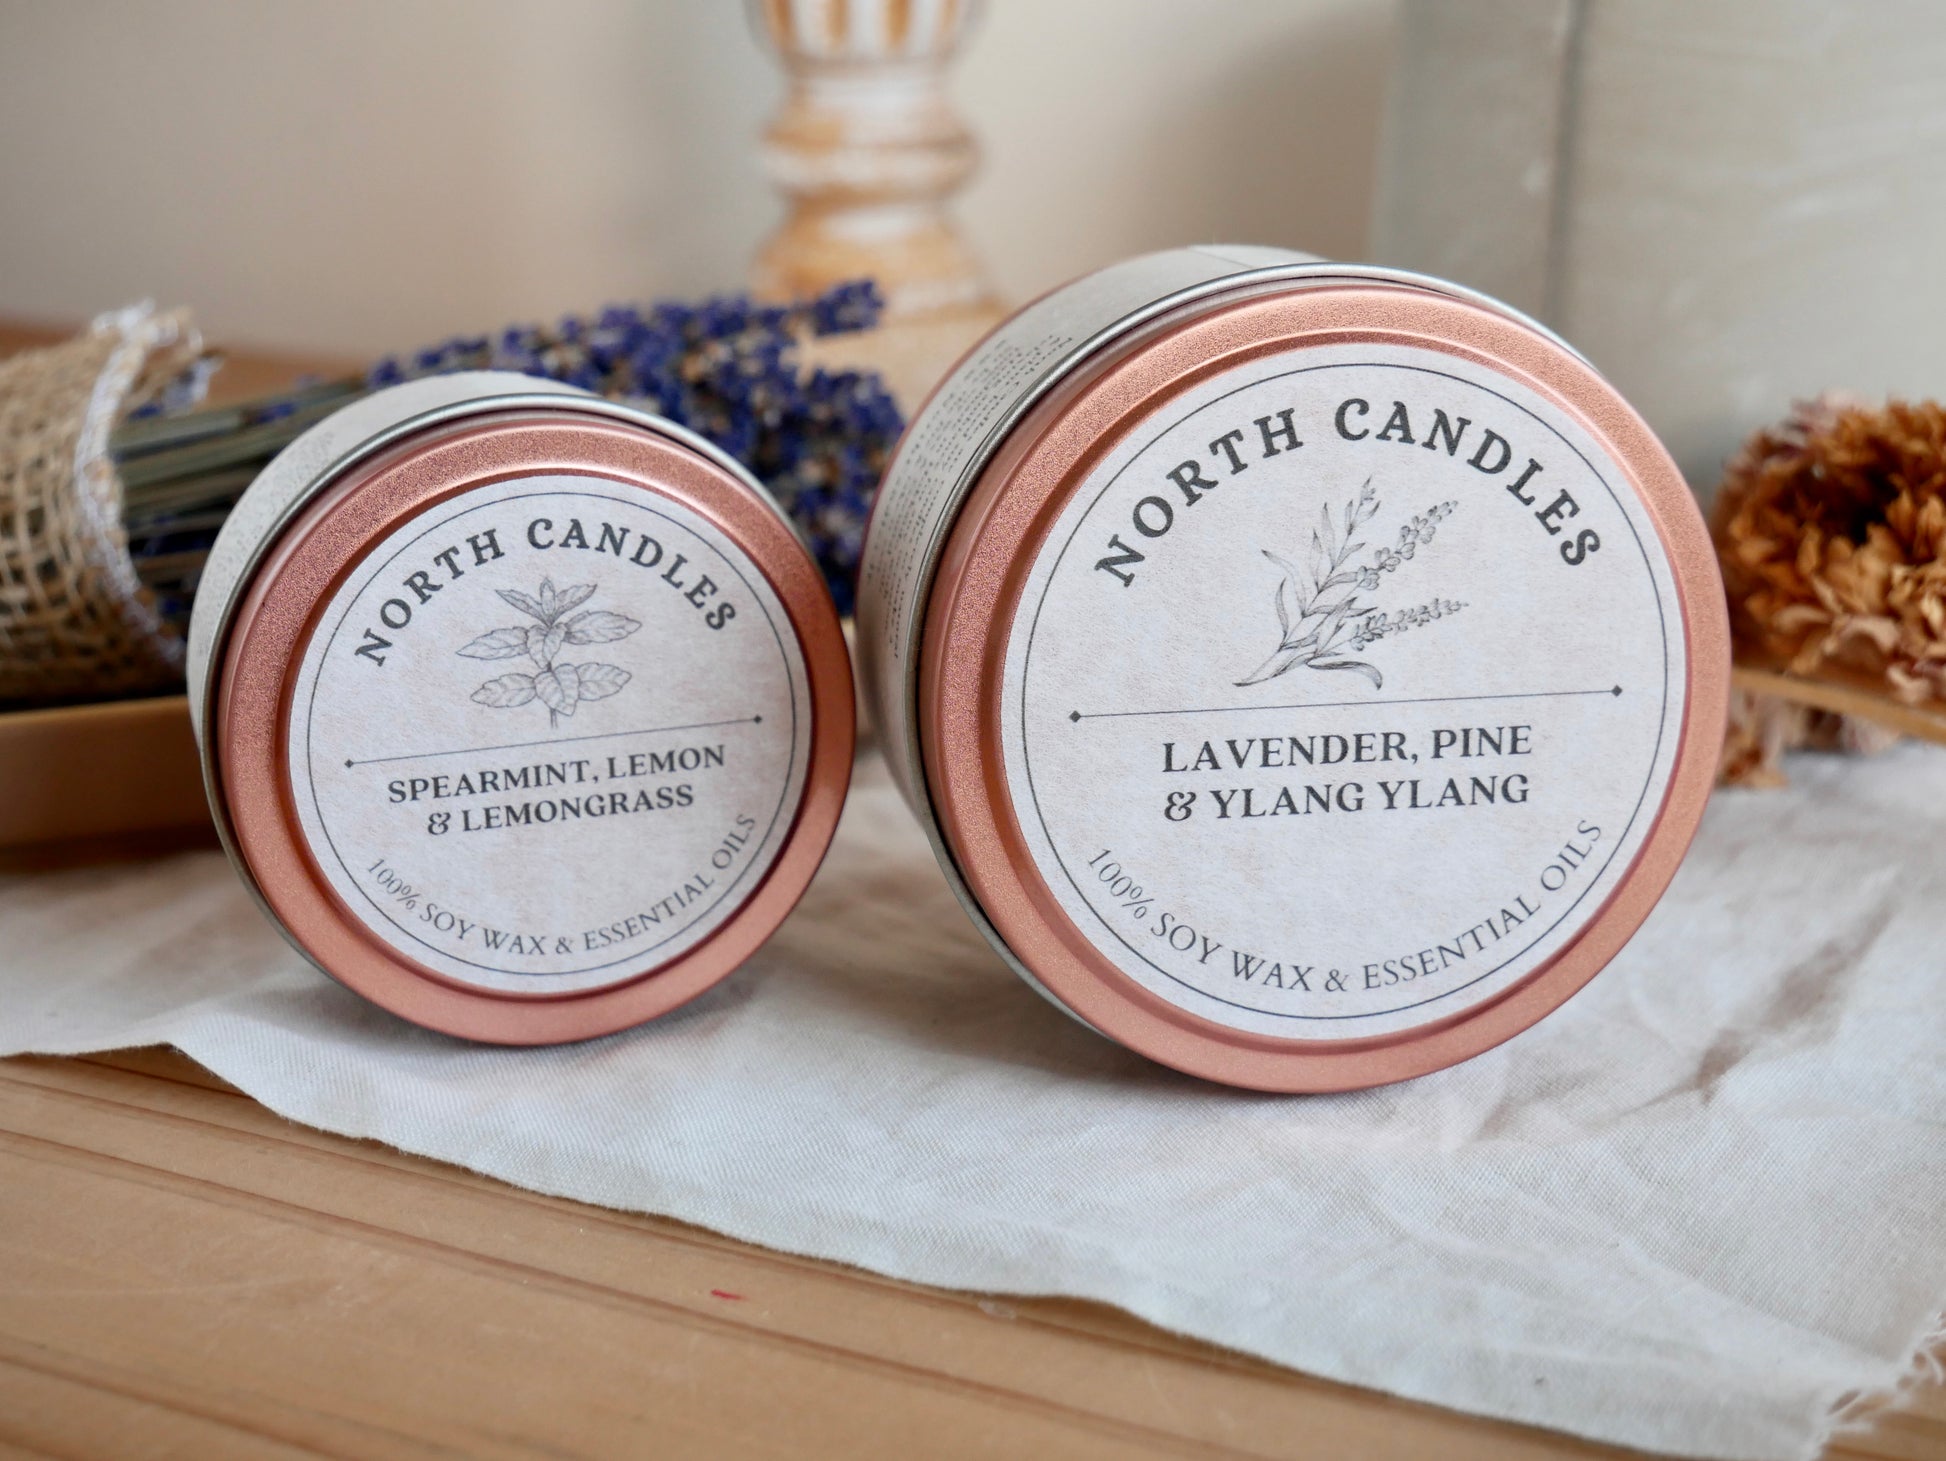 NORTH CANDLES
SPEARMINT, LEMON
& LEMONGRASS
100% SOY WAX & ESSENTIAL OILS
NORTH CANDLES
LAVENDER, PINE
& YLANG YLANG
100% SOY WAX & ESSENTIAL OILS